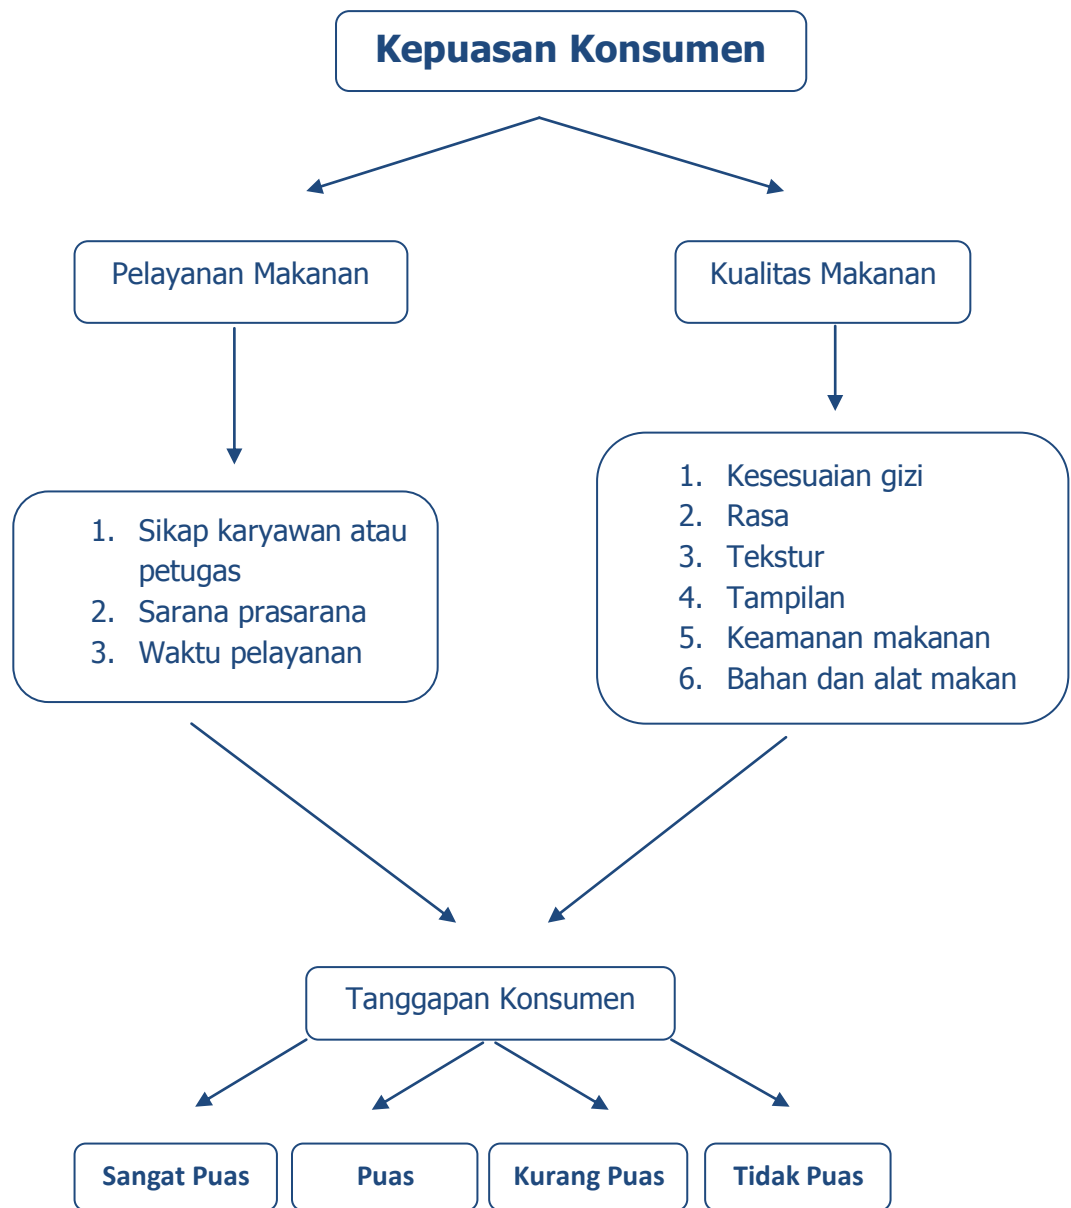 Kepuasan Konsumen
Pelayanan Makanan
Kualitas Makanan
1. Sikap karyawan atau
petugas
2. Sarana prasarana
3. Waktu pelayanan
1. Kesesuaian gizi
2. Rasa
3. Tekstur
4. Tampilan
5. Keamanan makanan
6. Bahan dan alat makan
Tanggapan Konsumen
Sangat Puas
Puas
Kurang Puas
Tidak Puas